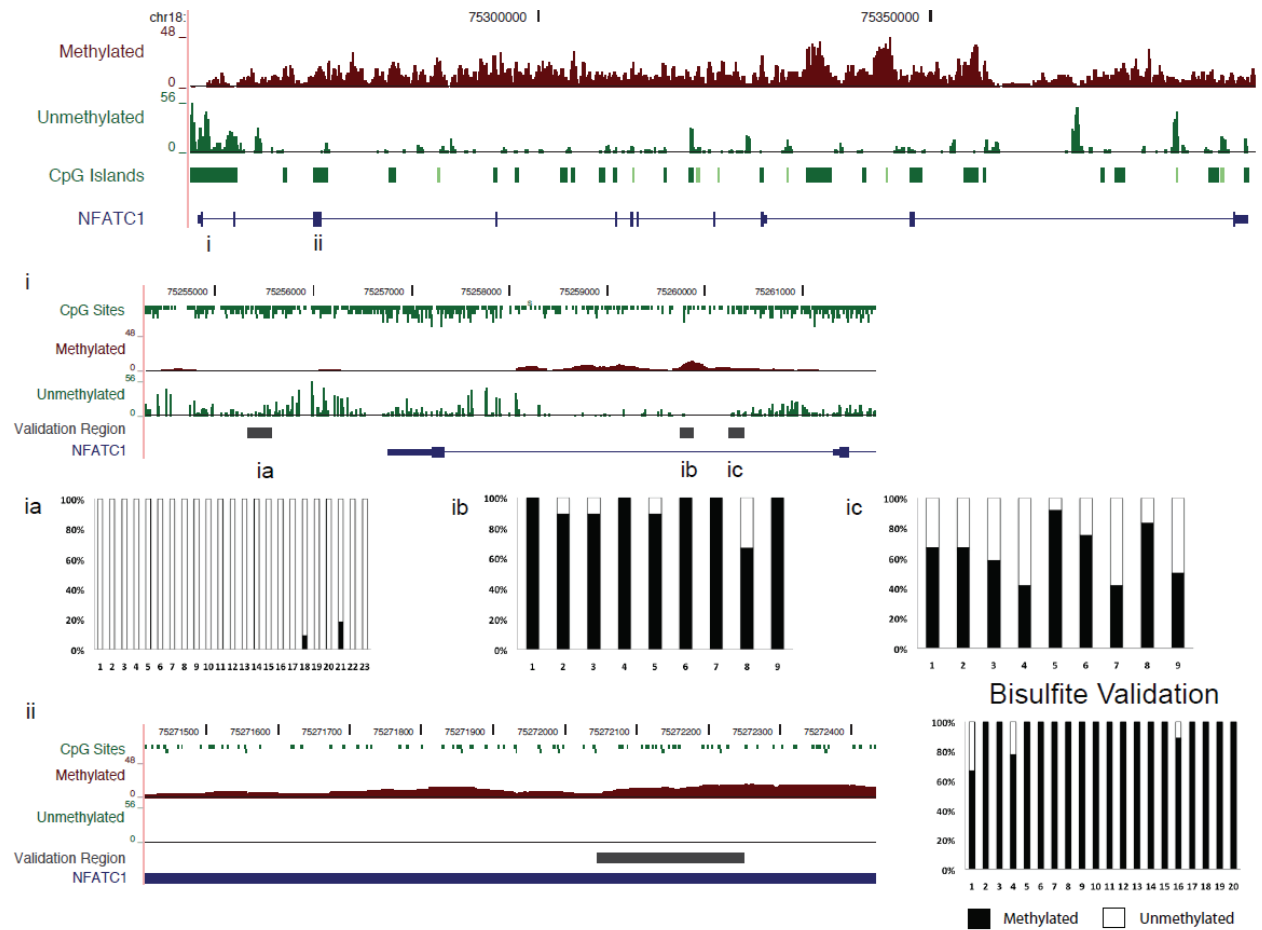 chr18: 75300000 75350000
48
Methylated
0
56
Unmethylated
0
CpG Islands
NFATC1
i ii
i
75255000 75256000 75257000 75258000 75259000 75260000 75261000
CpG Sites
48
Methylated
0
56
Unmethylated
0
Validation Region
NFATC1
ia ib ic
ia
100%
80%
60%
40%
20%
0%
1 2 3 4 5 6 7 8 9 10 11 12 13 14 15 16 17 18 19 20 21 22 23
ib
100%
80%
60%
40%
20%
0%
1 2 3 4 5 6 7 8 9
ic
100%
80%
60%
40%
20%
0%
1 2 3 4 5 6 7 8 9
ii
75271500 75271600 75271700 75271800 75271900 75272000 75272100 75272200 75272300 75272400
CpG Sites
48
Methylated
0
56
Unmethylated
0
Validation Region
NFATC1
Bisulfite Validation
100%
80%
60%
40%
20%
0%
1 2 3 4 5 6 7 8 9 10 11 12 13 14 15 16 17 18 19 20
Methylated Unmethylated